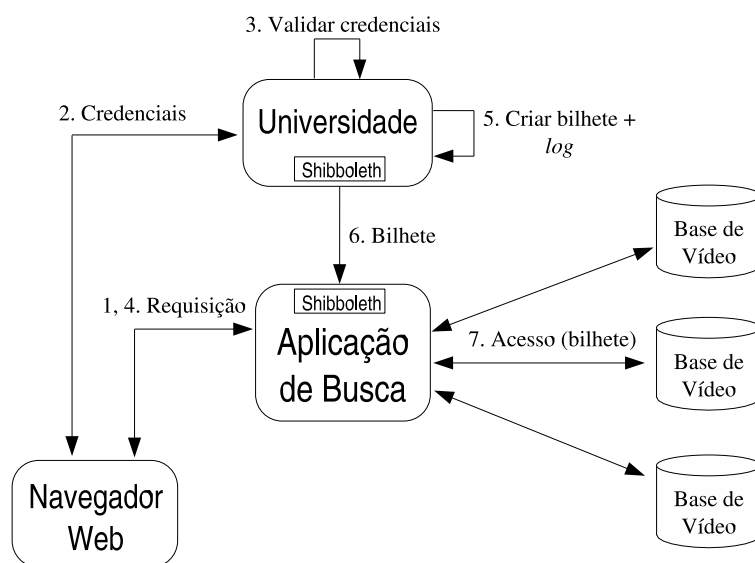 3. Validar credenciais
2. Credenciais
Universidade
Shibboleth
5. Criar bilhete +
log
6. Bilhete
Base de
Vídeo
1, 4. Requisição
Shibboleth
Aplicação
de Busca
7. Acesso (bilhete)
Base de
Vídeo
Navegador
Web
Base de
Vídeo